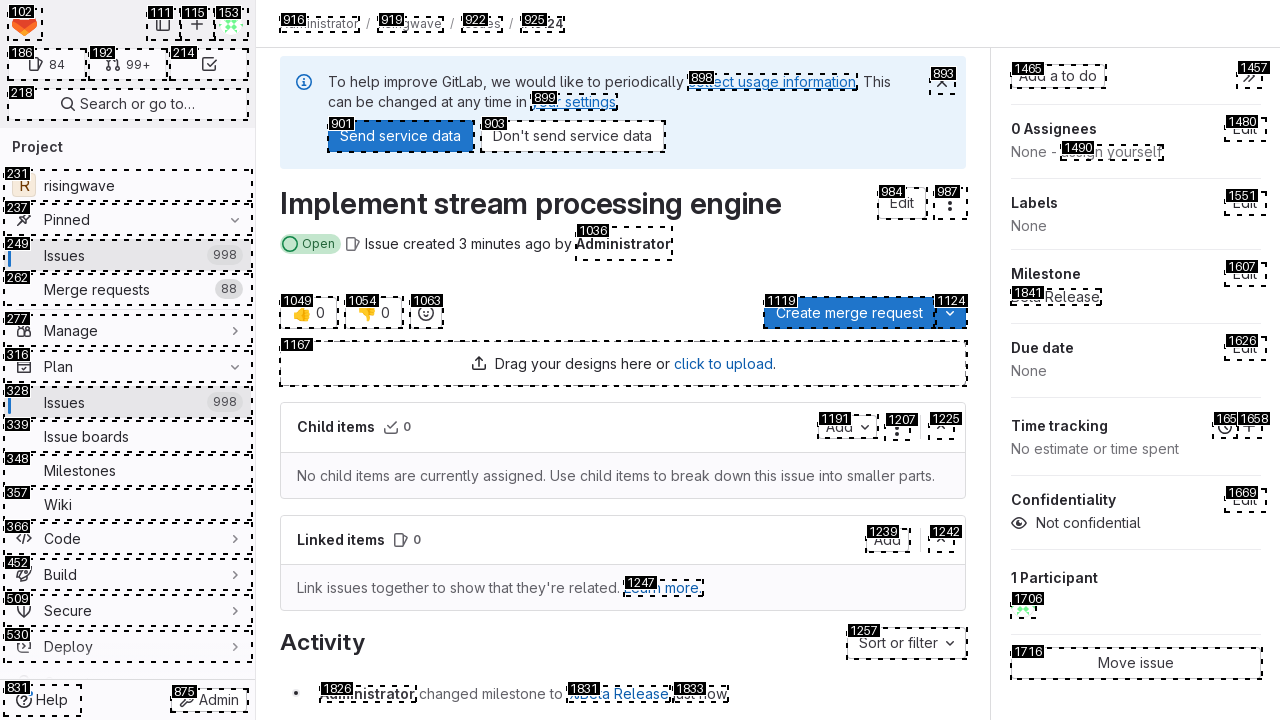 102
111
115
153
186
84
192
99+
214
218
Search or go to…
Project
231
R
risingwave
237
Pinned
249
Issues
998
262
Merge requests
88
277
Manage
316
Plan
328
Issues
998
339
Issue boards
348
Milestones
357
Wiki
366
Code
452
Build
509
Secure
530
Deploy
831
Help
875
Admin
916
919
922
925
/ / /
24
893
To help improve GitLab, we would like to periodically 898 collect usage information. This
can be changed at any time in 899 your settings.
901
Send service data
903
Don't send service data
Implement stream processing engine
984
Edit
987
Open
Issue created 3 minutes ago by
1036
Administrator
1049
👍 0
1054
👎 0
1063
1119
Create merge request
1124
1167
Drag your designs here or click to upload.
Child items
0
1191
Add
1207
1225
No child items are currently assigned. Use child items to break down this issue into smaller parts.
Linked items
0
1239
Add
1242
Link issues together to show that they're related. 1247 Learn more.
Activity
1257
Sort or filter
1826
Administrator changed milestone to
1831
%Beta Release
1833
just now
1465
Add a to do
1457
0 Assignees
1480
Edit
None -
1490
assign yourself
Labels
1551
Edit
None
Milestone
1607
Edit
1841
Beta Release
Due date
1626
Edit
None
Time tracking
165
1658
No estimate or time spent
Confidentiality
1669
Edit
Not confidential
1 Participant
1706
1716
Move issue